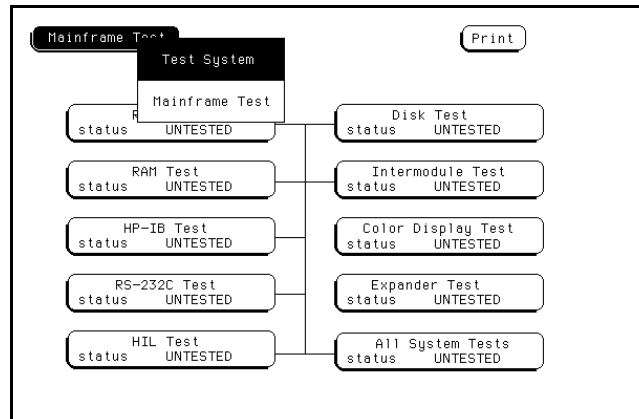 Mainframe Test
Print
Test System
Mainframe Test
status UNTESTED
Disk Test
status UNTESTED
RAM Test
status UNTESTED
Intermodule Test
status UNTESTED
HP-IB Test
status UNTESTED
Color Display Test
status UNTESTED
RS-232C Test
status UNTESTED
Expander Test
status UNTESTED
HIL Test
status UNTESTED
All System Tests
status UNTESTED